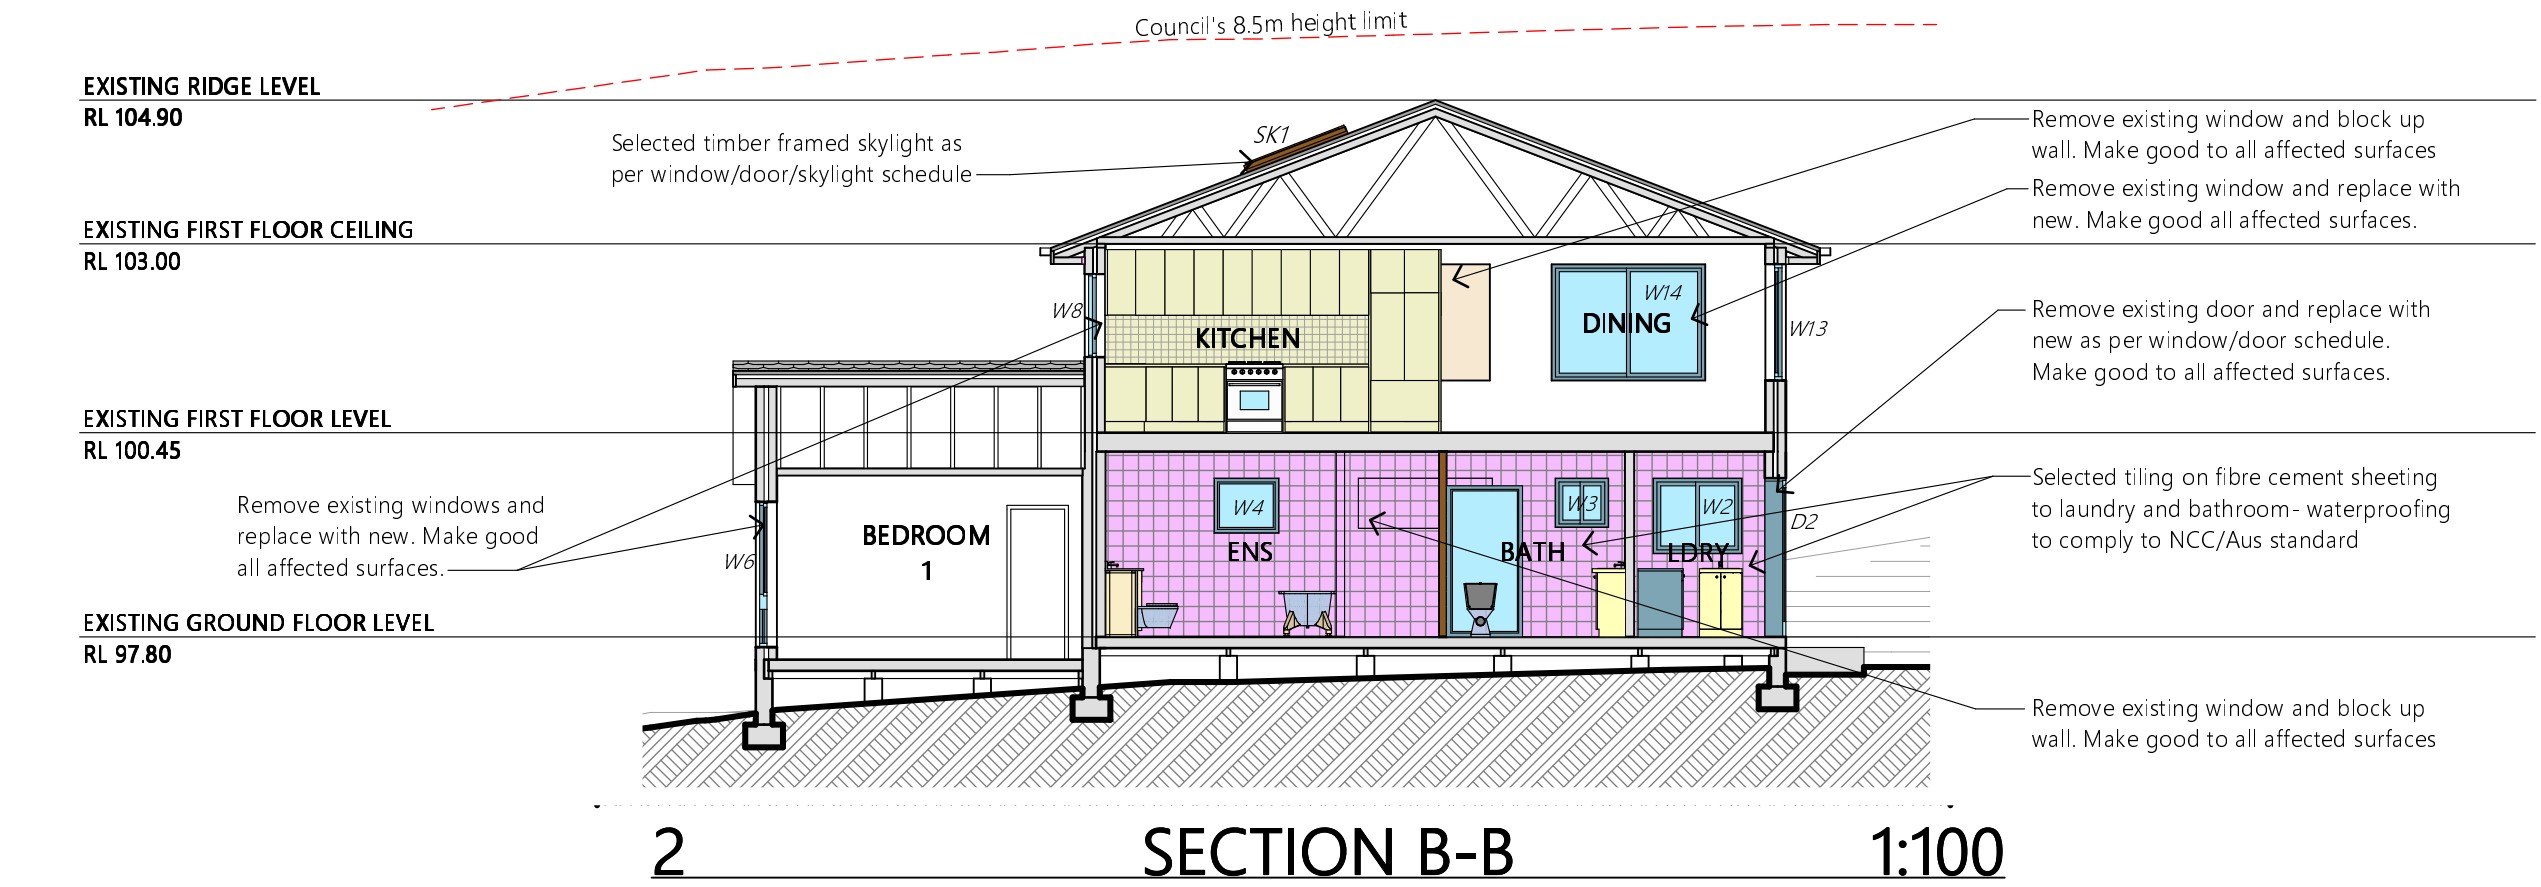 Council's 8.5m height limit
EXISTING RIDGE LEVEL
RL 104.90
Selected timber framed skylight as
per window/door/skylight schedule
SK1
Remove existing window and block up
wall. Make good to all affected surfaces
Remove existing window and replace with
new. Make good all affected surfaces.
EXISTING FIRST FLOOR CEILING
RL 103.00
W8
KITCHEN
W14
DINING
W13
Remove existing door and replace with
new as per window/door schedule.
Make good to all affected surfaces.
EXISTING FIRST FLOOR LEVEL
RL 100.45
Remove existing windows and
replace with new. Make good
all affected surfaces.
W6
BEDROOM
1
W4
ENS
W3
BATH
W2
LDRY
D2
Selected tiling on fibre cement sheeting
to laundry and bathroom- waterproofing
to comply to NCC/Aus standard
EXISTING GROUND FLOOR LEVEL
RL 97.80
Remove existing window and block up
wall. Make good to all affected surfaces
2 SECTION B-B 1:100